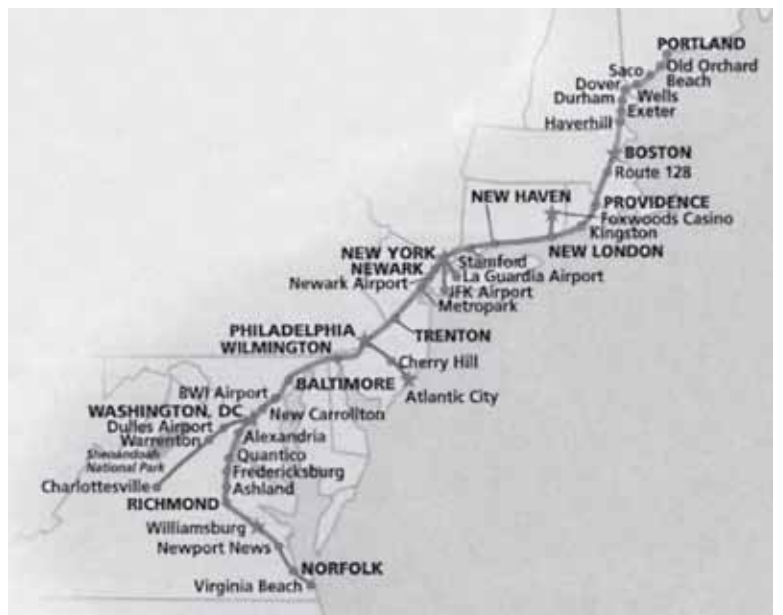 PORTLAND
Saco
Old Orchard
Beach
Dover
Wells
Durham
Exeter
Haverhill
BOSTON
Route 128
NEW HAVEN
PROVIDENCE
Foxwoods Casino
Kingston
NEW LONDON
NEW YORK
Stamford
NEWARK
La Guardia Airport
Newark Airport
JFK Airport
Metropark
PHILADELPHIA
TRENTON
WILMINGTON
Cherry Hill
BALTIMORE
BWI Airport
Atlantic City
WASHINGTON, DC
New Carrollton
Dulles Airport
Alexandria
Warrenton
Shenandoah
National Park
Quantico
Fredericksburg
Charlottesville
Ashland
RICHMOND
Williamsburg
Newport News
NORFOLK
Virginia Beach